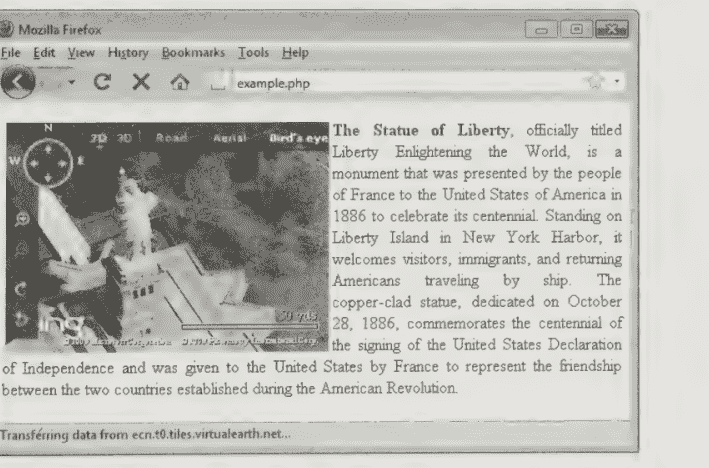 Mozilla Firefox
File Edit View History Bookmarks Tools Help
example.php
N
2D 3D Road Aerial Bird's eye
W E
50 yds
The Statue of Liberty, officially titled
Liberty Enlightening the World, is a
monument that was presented by the people
of France to the United States of America in
1886 to celebrate its centennial. Standing on
Liberty Island in New York Harbor, it
welcomes visitors, immigrants, and returning
Americans traveling by ship. The
copper-clad statue, dedicated on October
28, 1886, commemorates the centennial of
the signing of the United States Declaration
of Independence and was given to the United States by France to represent the friendship
between the two countries established during the American Revolution.
Transferring data from ecn.t0.tiles.virtualearth.net...